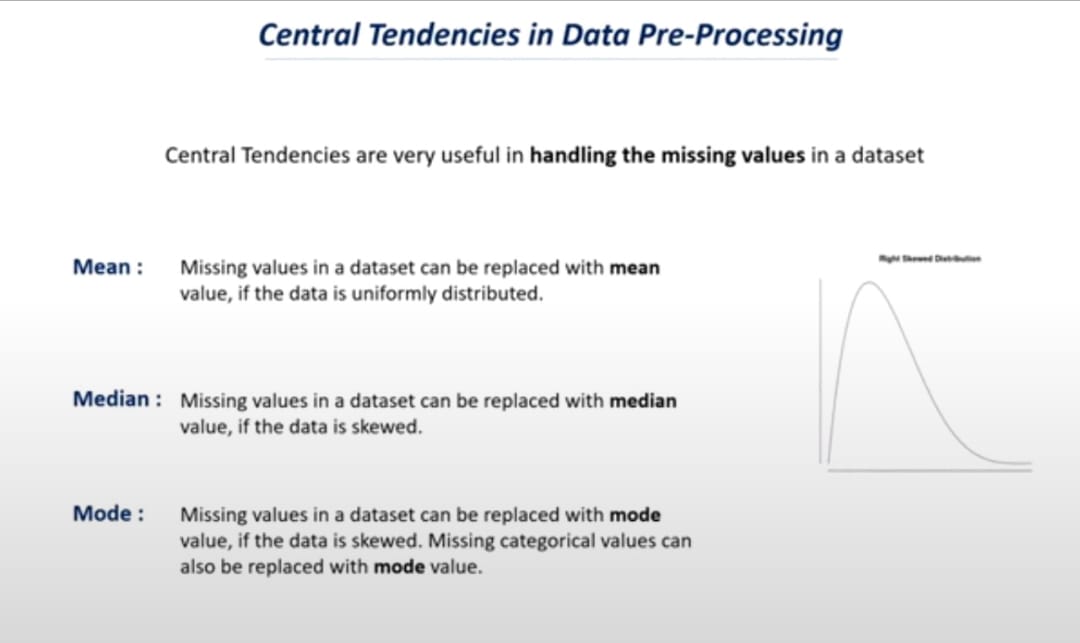 Central Tendencies in Data Pre-Processing
Central Tendencies are very useful in handling the missing values in a dataset
Mean : Missing values in a dataset can be replaced with mean
value, if the data is uniformly distributed.
Right Skewed Distribution
Median : Missing values in a dataset can be replaced with median
value, if the data is skewed.
Mode : Missing values in a dataset can be replaced with mode
value, if the data is skewed. Missing categorical values can
also be replaced with mode value.